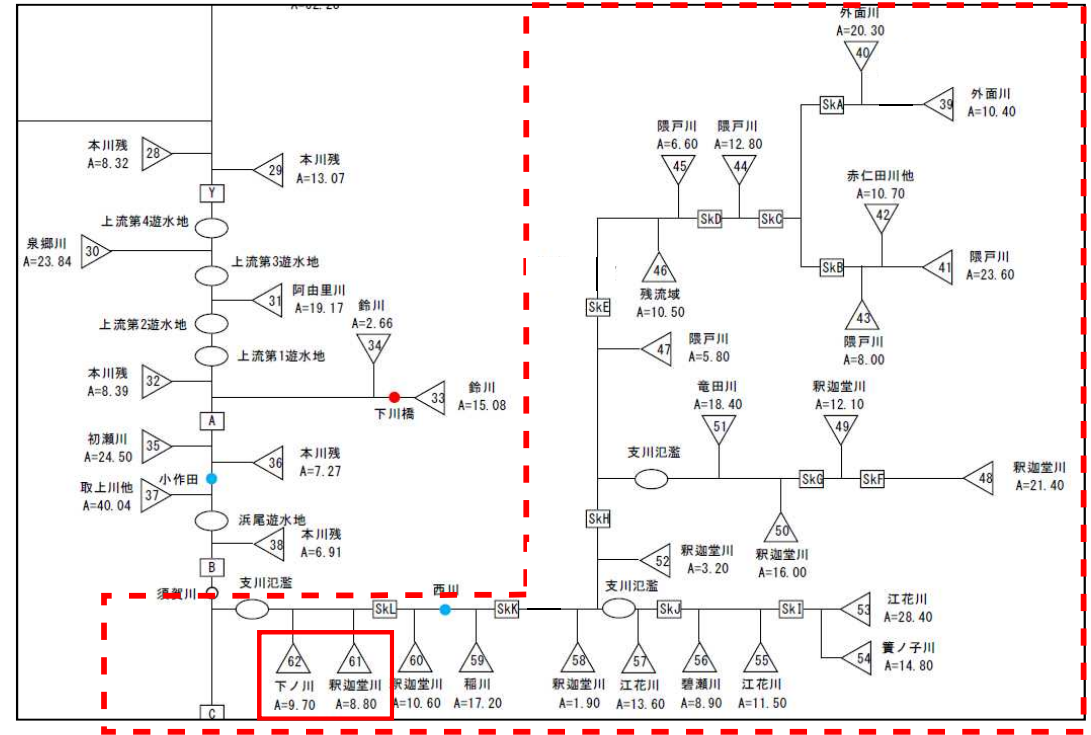 外面川
A=20.30
40
SkA
39
外面川
A=10.40
本川残
A=8.32
28
29
本川残
A=13.07
Y
上流第4遊水地
泉郷川
A=23.84
30
上流第3遊水地
31
阿由里川
A=19.17
鈴川
A=2.66
34
上流第2遊水地
上流第1遊水地
本川残
A=8.39
32
33
鈴川
A=15.08
下川橋
A
初瀬川
A=24.50
35
36
本川残
A=7.27
小作田
取上川他
A=40.04
37
浜尾遊水地
38
本川残
A=6.91
B
須賀川
隈戸川
A=6.60
45
隈戸川
A=12.80
44
赤仁田川他
A=10.70
42
SkD
SkC
SkB
41
隈戸川
A=23.60
46
残流域
A=10.50
43
隈戸川
A=8.00
SkE
47
隈戸川
A=5.80
竜田川
A=18.40
51
釈迦堂川
A=12.10
49
支川氾濫
SkG
SkF
48
釈迦堂川
A=21.40
50
釈迦堂川
A=16.00
SkH
52
釈迦堂川
A=3.20
支川氾濫
西川
支川氾濫
SkL
SkK
SkJ
SkI
53
江花川
A=28.40
54
簀ノ子川
A=14.80
62
下ノ川
A=9.70
61
釈迦堂川
A=8.80
60
釈迦堂川
A=10.60
59
稲川
A=17.20
58
釈迦堂川
A=1.90
57
江花川
A=13.60
56
碧瀬川
A=8.90
55
江花川
A=11.50
C